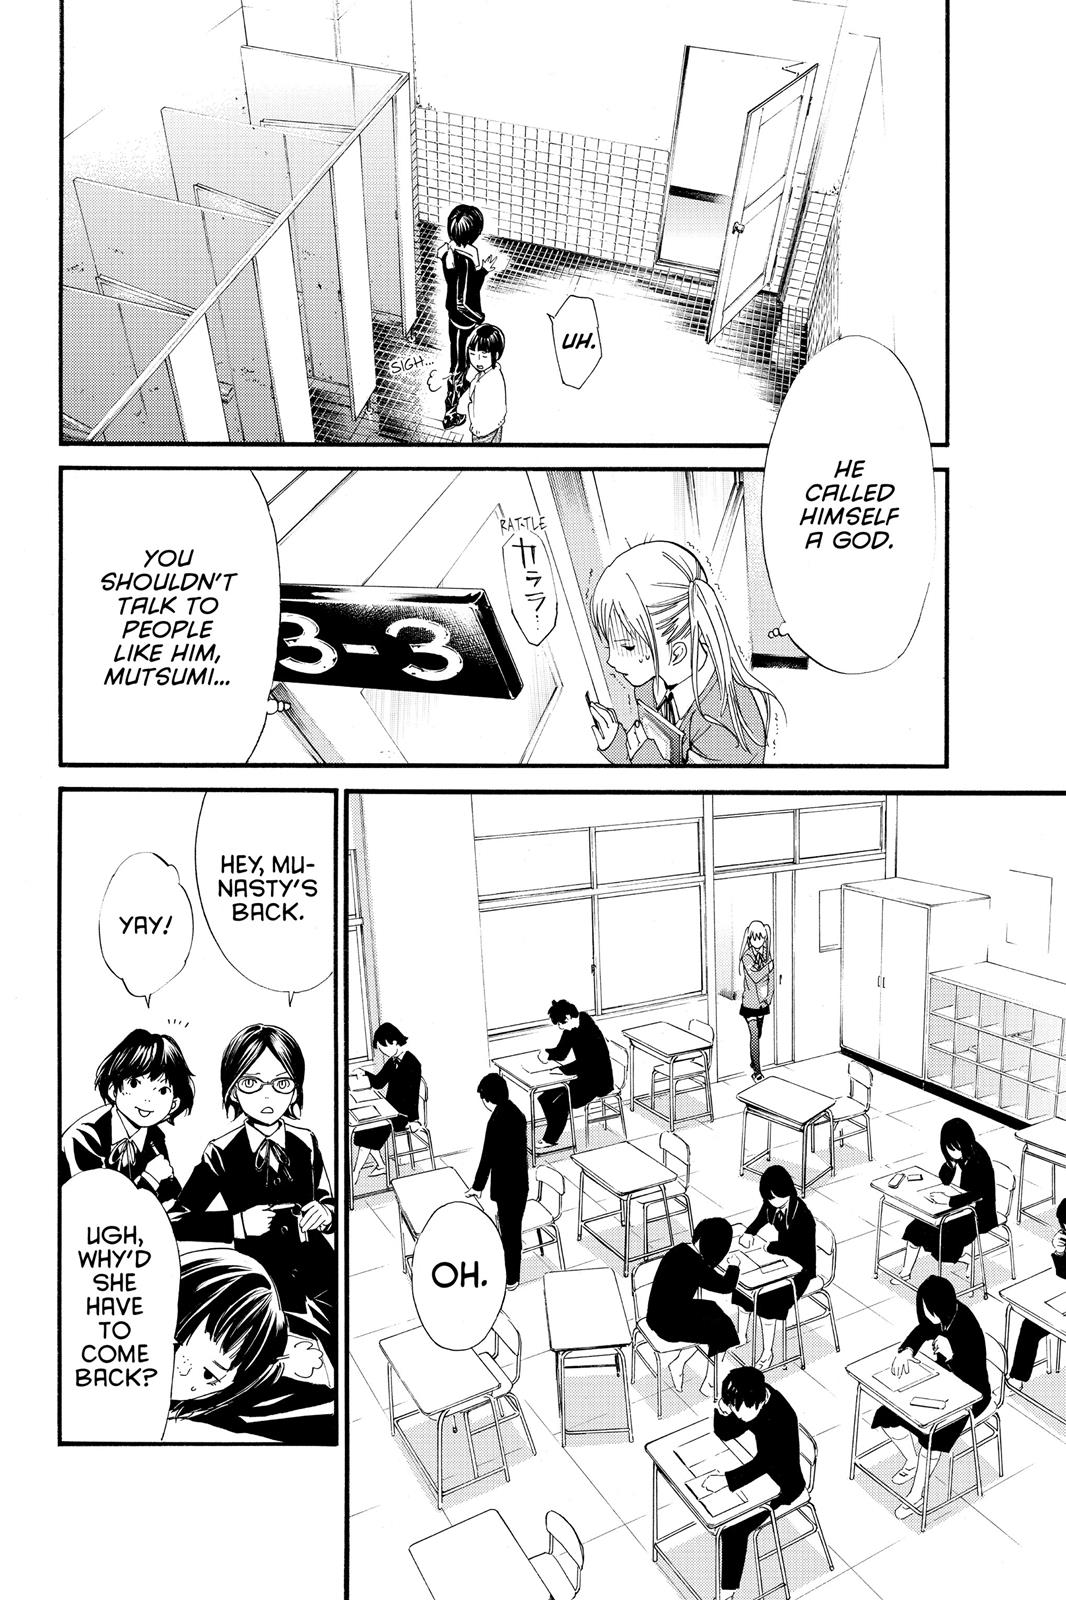 UH.
SIGH...
HE
CALLED
HIMSELF
A GOD.
RATTLE
ガララ...
3-3
YOU
SHOULDN'T
TALK TO
PEOPLE
LIKE HIM,
MUTSUMI...
OH.
HEY, MU-
NASTY'S
BACK.
YAY!
UGH,
WHY'D
SHE
HAVE
TO
COME
BACK?